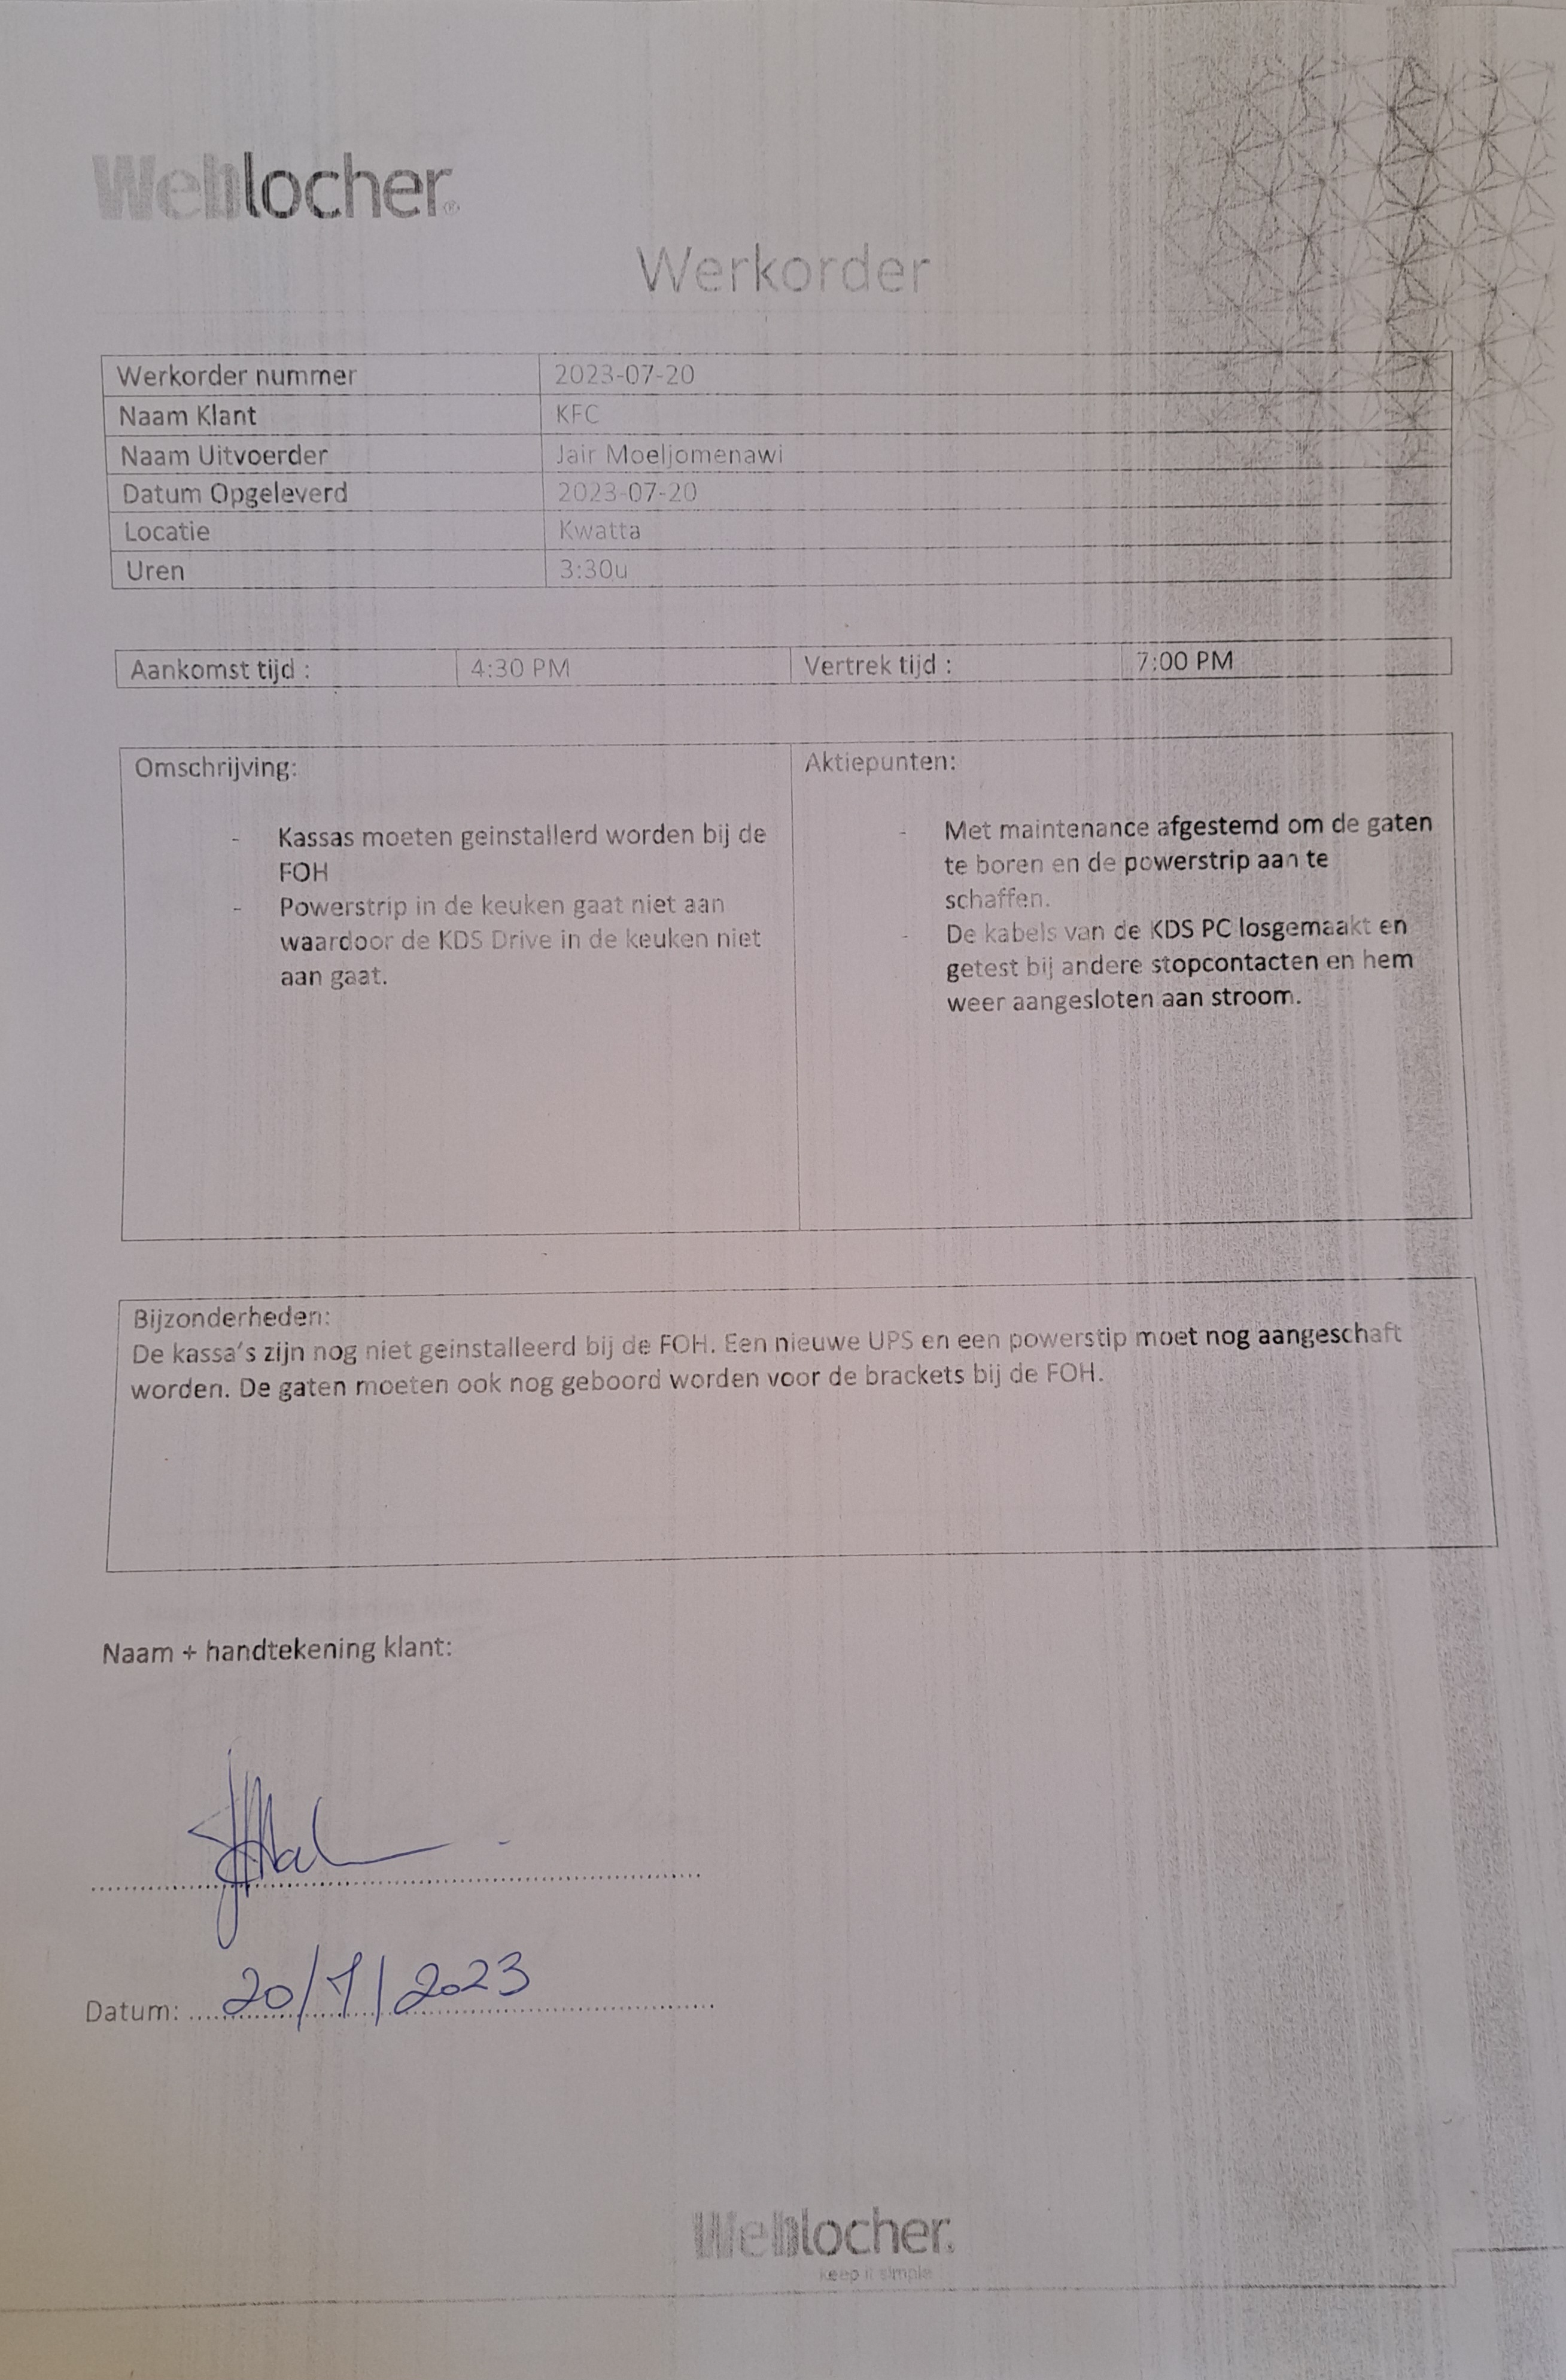 Weblocher®
Werkorder
Werkorder nummer 2023-07-20
Naam Klant KFC
Naam Uitvoerder Jair Moeljomenawi
Datum Opgeleverd 2023-07-20
Locatie Kwatta
Uren 3:30u
Aankomst tijd : 4:30 PM Vertrek tijd : 7:00 PM
Omschrijving:
- Kassas moeten geinstallerd worden bij de
FOH
- Powerstrip in de keuken gaat niet aan
waardoor de KDS Drive in de keuken niet
aan gaat.
Aktiepunten:
- Met maintenance afgestemd om de gaten
te boren en de powerstrip aan te
schaffen.
- De kabels van de KDS PC losgemaakt en
getest bij andere stopcontacten en hem
weer aangesloten aan stroom.
Bijzonderheden:
De kassa's zijn nog niet geinstalleerd bij de FOH. Een nieuwe UPS en een powerstip moet nog aangeschaft
worden. De gaten moeten ook nog geboord worden voor de brackets bij de FOH.
Naam + handtekening klant:
Datum: 20/7/2023
Weblocher.
keep it simple